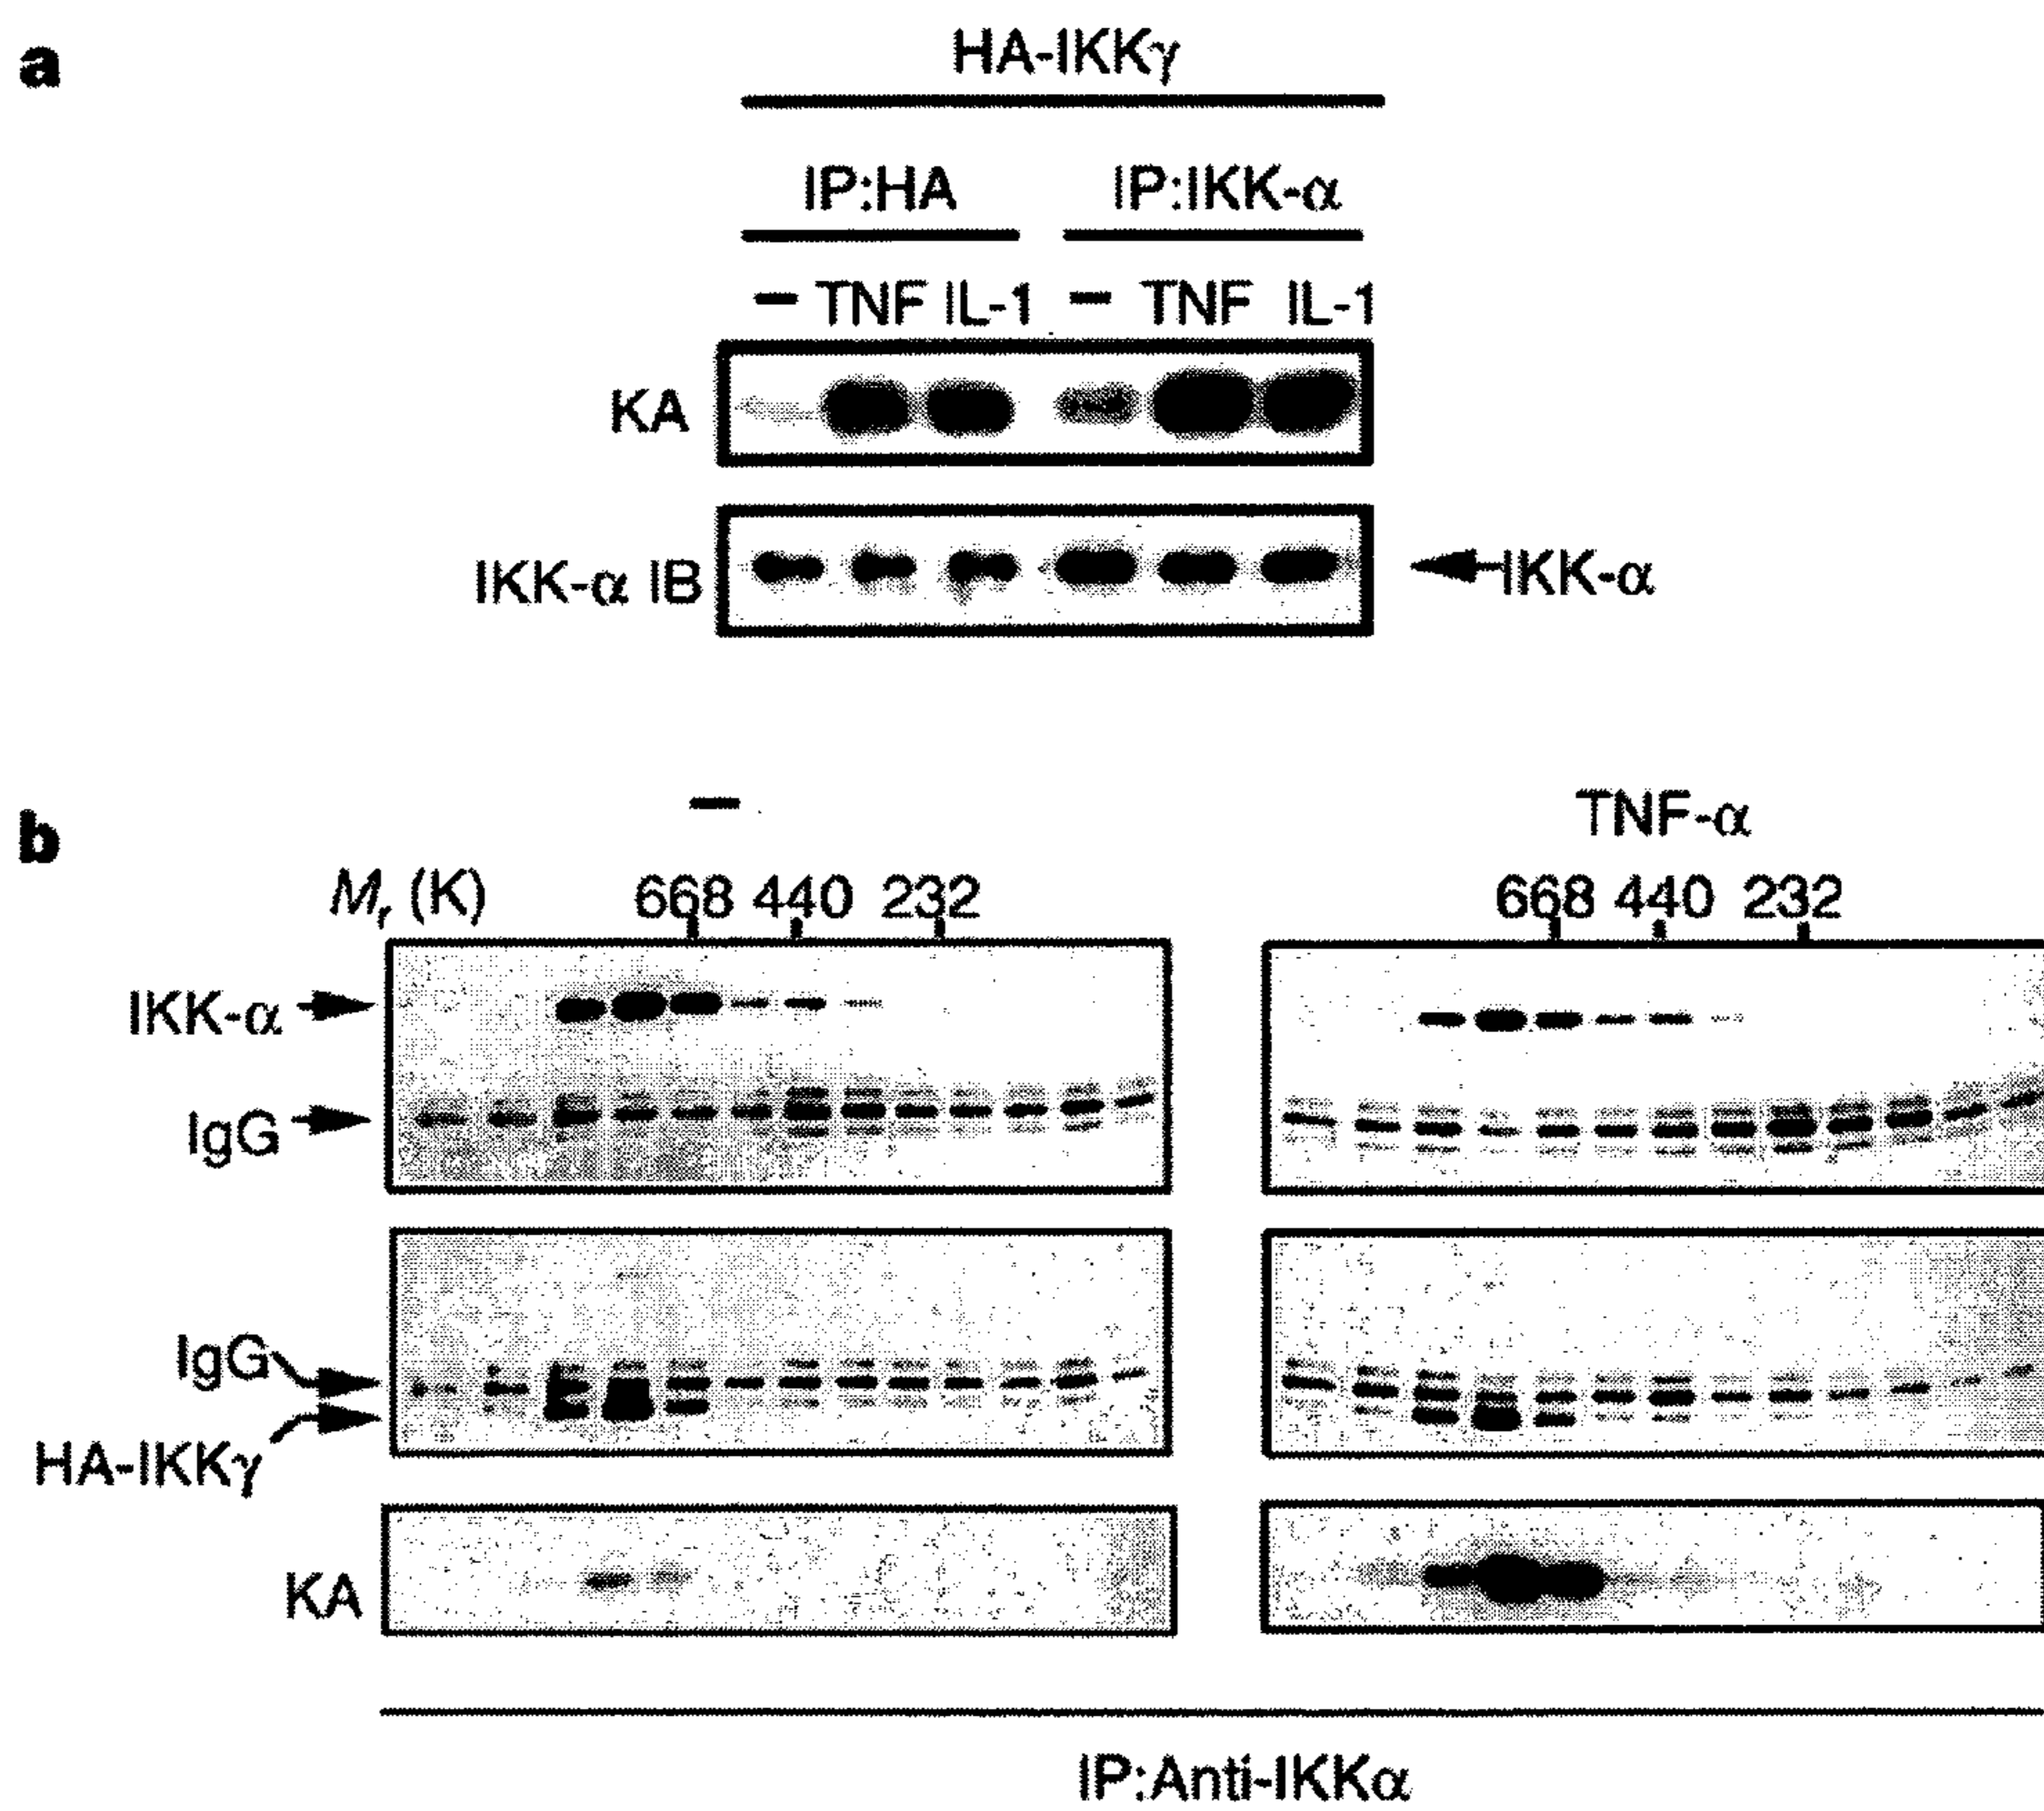 a
HA-IKKγ
IP:HA IP:IKK-α
– TNF IL-1 – TNF IL-1
KA
IKK-α IB
IKK-α
b
– TNF-α
Mr (K) 668 440 232 668 440 232
IKK-α
IgG
IgG
HA-IKKγ
KA
IP:Anti-IKKα